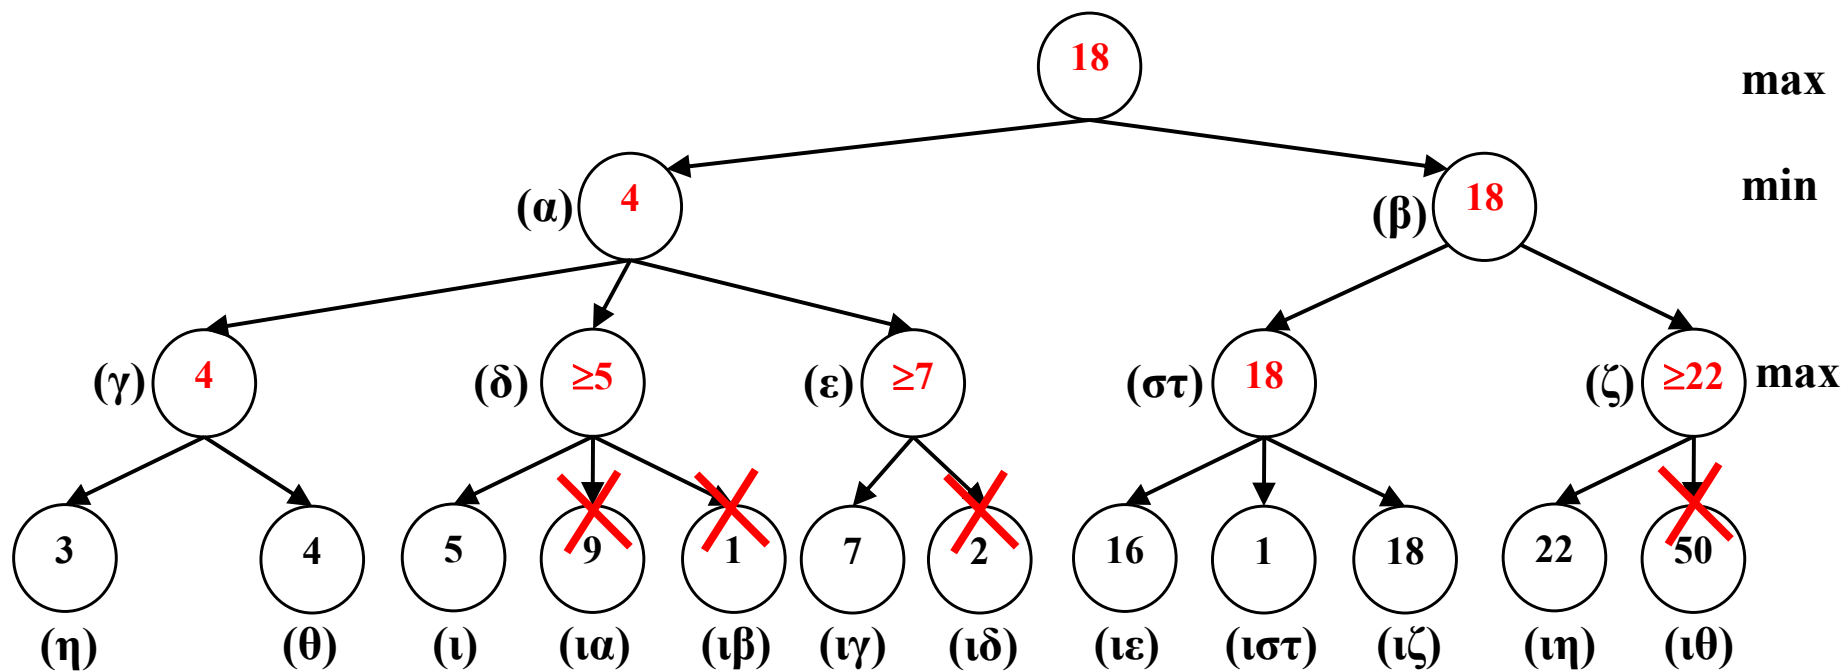 18
max
(α) 4 (β) 18
min
(γ) 4 (δ) ≥5 (ε) ≥7 (στ) 18 (ζ) ≥22 max
3 4 5 9 1 7 2 16 1 18 22 50
(η) (θ) (ι) (ια) (ιβ) (ιγ) (ιδ) (ιε) (ιστ) (ιζ) (ιη) (ιθ)